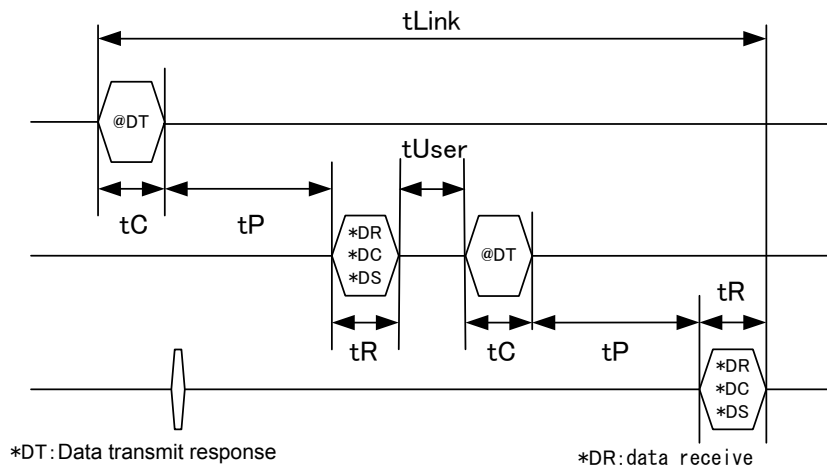 tLink
@DT
tUser
tC
tP
*DR
*DC
*DS
@DT
tR
tC
tP
tR
*DR
*DC
*DS
*DT:Data transmit response
*DR:data receive